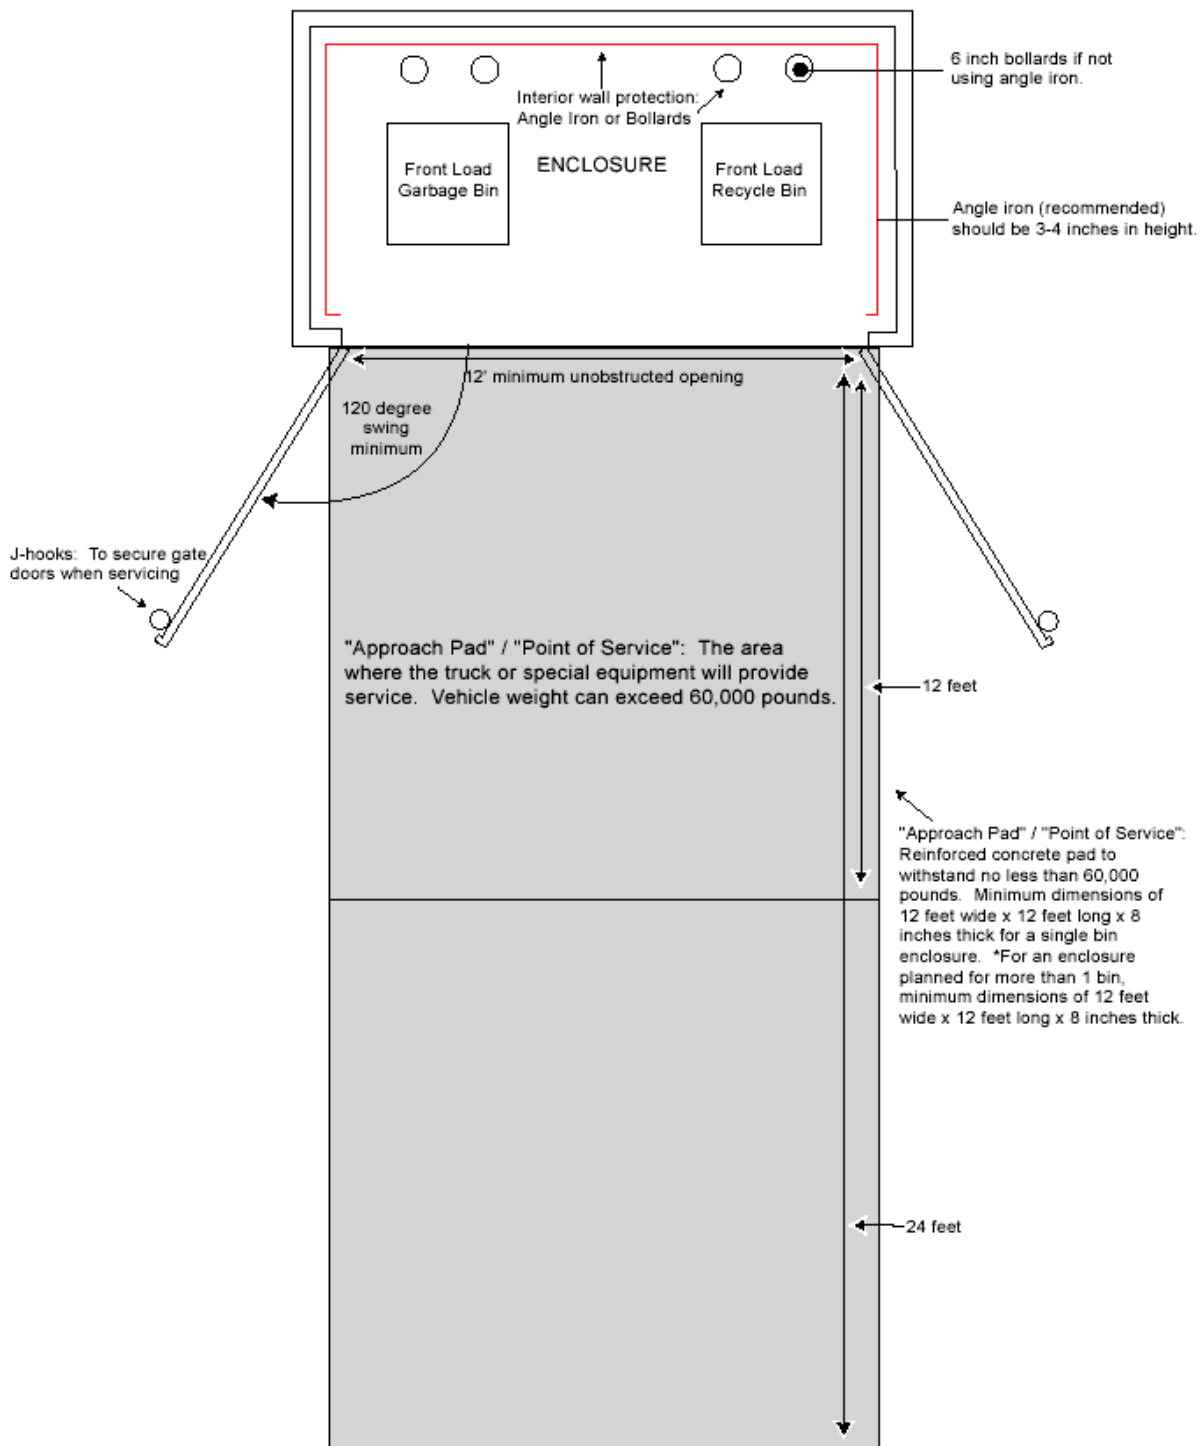 6 inch bollards if not
using angle iron.
Interior wall protection:
Angle Iron or Bollards
ENCLOSURE
Front Load
Garbage Bin
Front Load
Recycle Bin
Angle iron (recommended)
should be 3-4 inches in height.
12' minimum unobstructed opening
120 degree
swing
minimum
J-hooks: To secure gate
doors when servicing
"Approach Pad" / "Point of Service": The area
where the truck or special equipment will provide
service. Vehicle weight can exceed 60,000 pounds.
12 feet
"Approach Pad" / "Point of Service":
Reinforced concrete pad to
withstand no less than 60,000
pounds. Minimum dimensions of
12 feet wide x 12 feet long x 8
inches thick for a single bin
enclosure. *For an enclosure
planned for more than 1 bin,
minimum dimensions of 12 feet
wide x 12 feet long x 8 inches thick.
24 feet